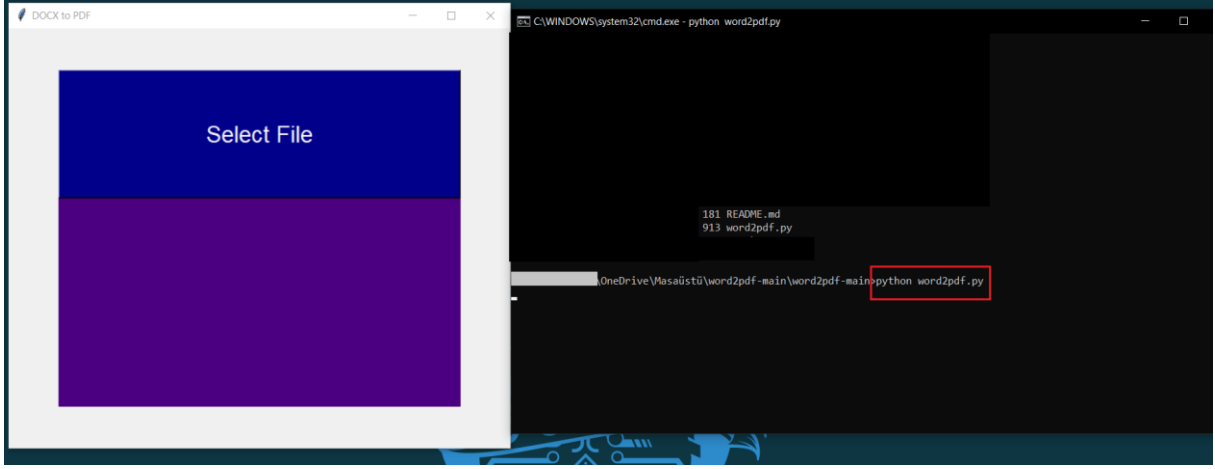 DOCX to PDF
Select File
C:\WINDOWS\system32\cmd.exe - python word2pdf.py
181 README.md
913 word2pdf.py
\OneDrive\Masaüstü\word2pdf-main\word2pdf-main>python word2pdf.py